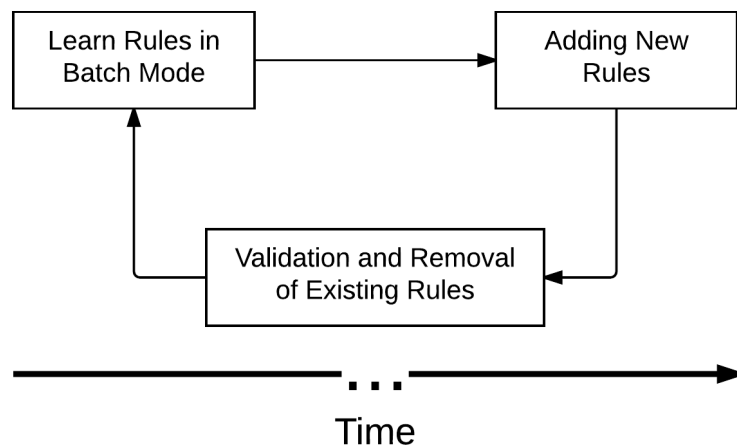 Learn Rules in
Batch Mode
Adding New
Rules
Validation and Removal
of Existing Rules
...
Time